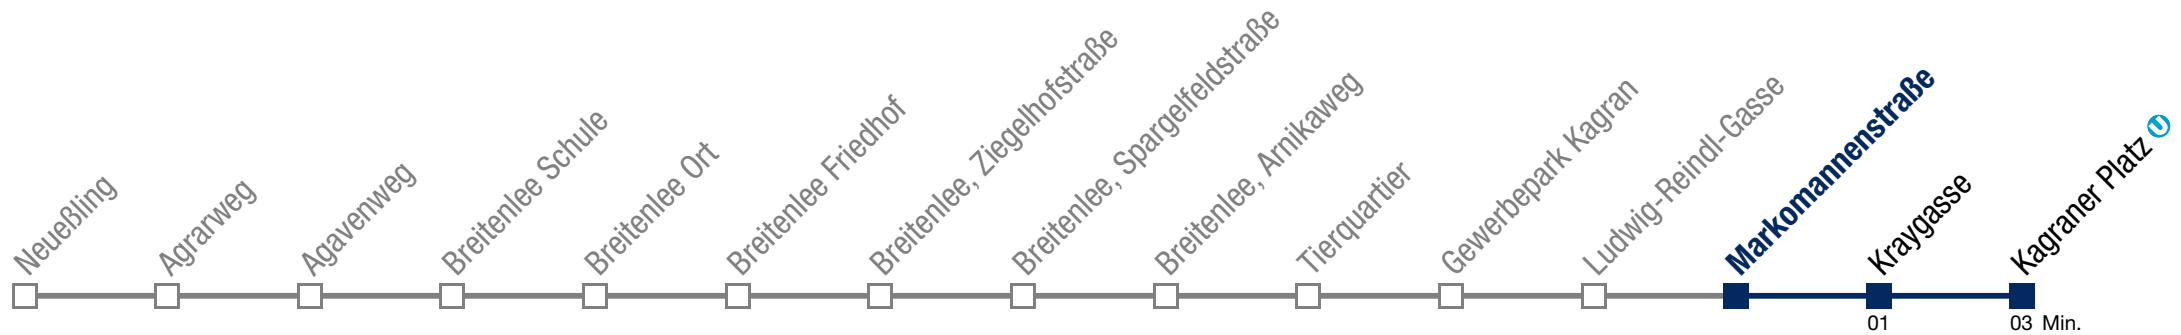 Neueßling
Agrarweg
Agavenweg
Breitenlee Schule
Breitenlee Ort
Breitenlee Friedhof
Breitenlee, Ziegelhofstraße
Breitenlee, Spargelfeldstraße
Breitenlee, Arnikaweg
Tierquartier
Gewerbepark Kagran
Ludwig-Reindl-Gasse
Markomannenstraße
Kraygasse
Kagraner Platz U
01
03 Min.